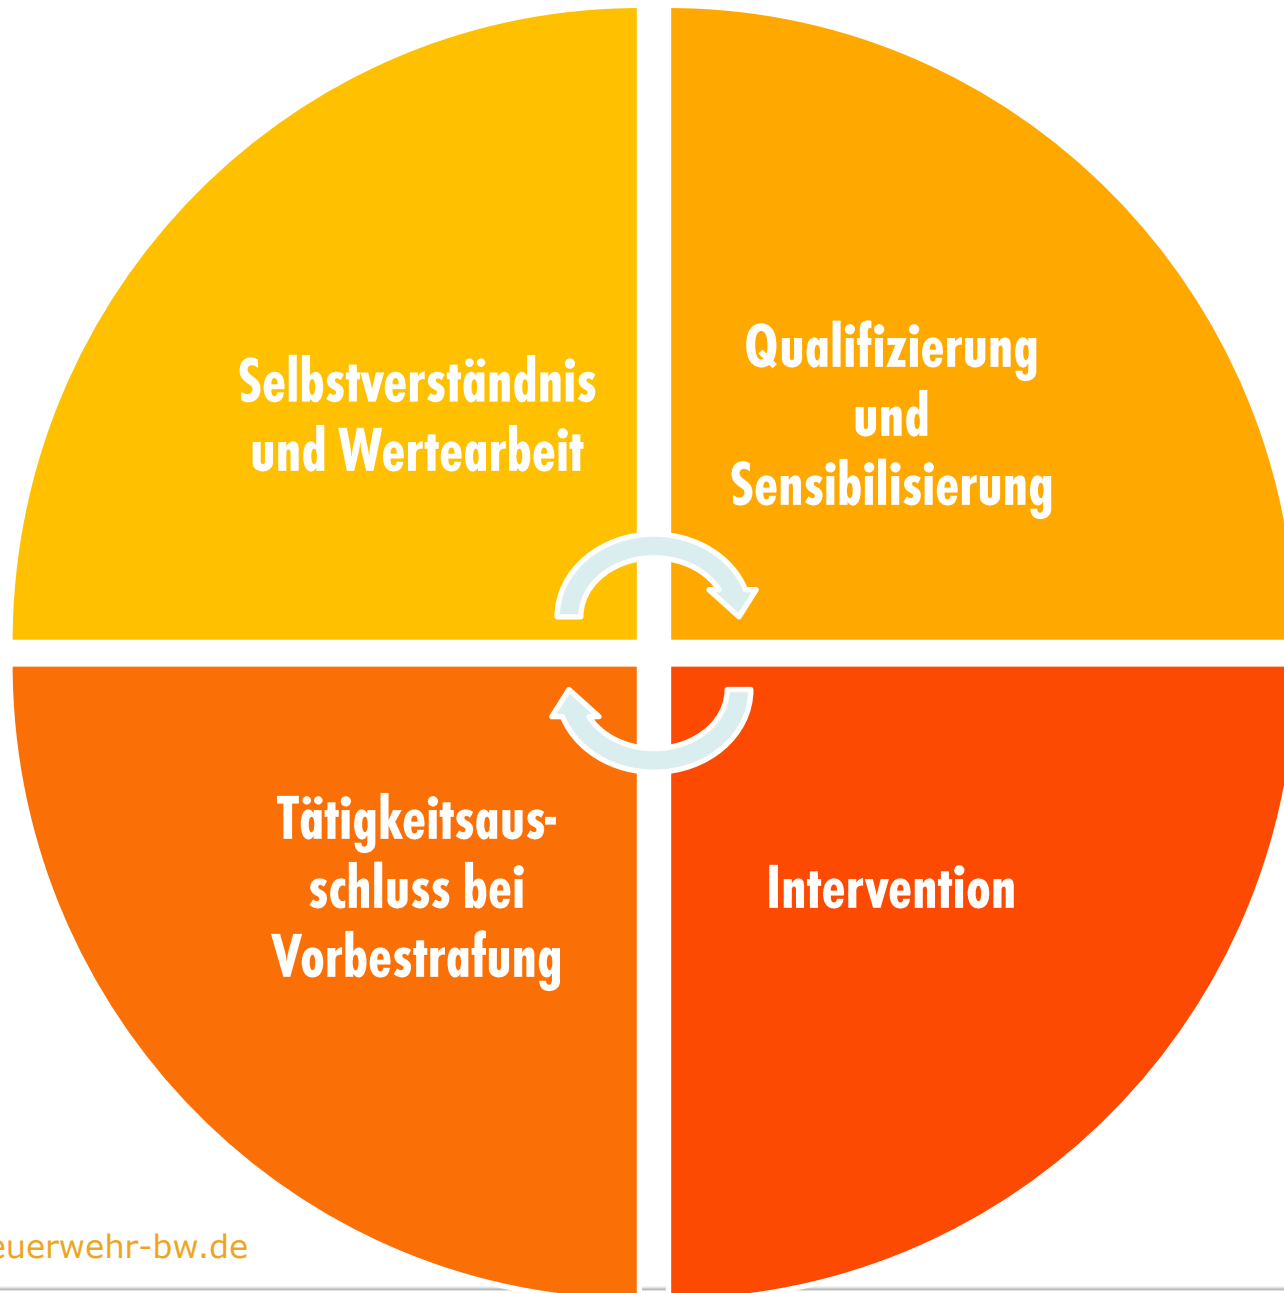 Selbstverständnis
und Wertearbeit
Qualifizierung
und
Sensibilisierung
Tätigkeitsaus-
schluss bei
Vorbestrafung
Intervention
euerwehr-bw.de